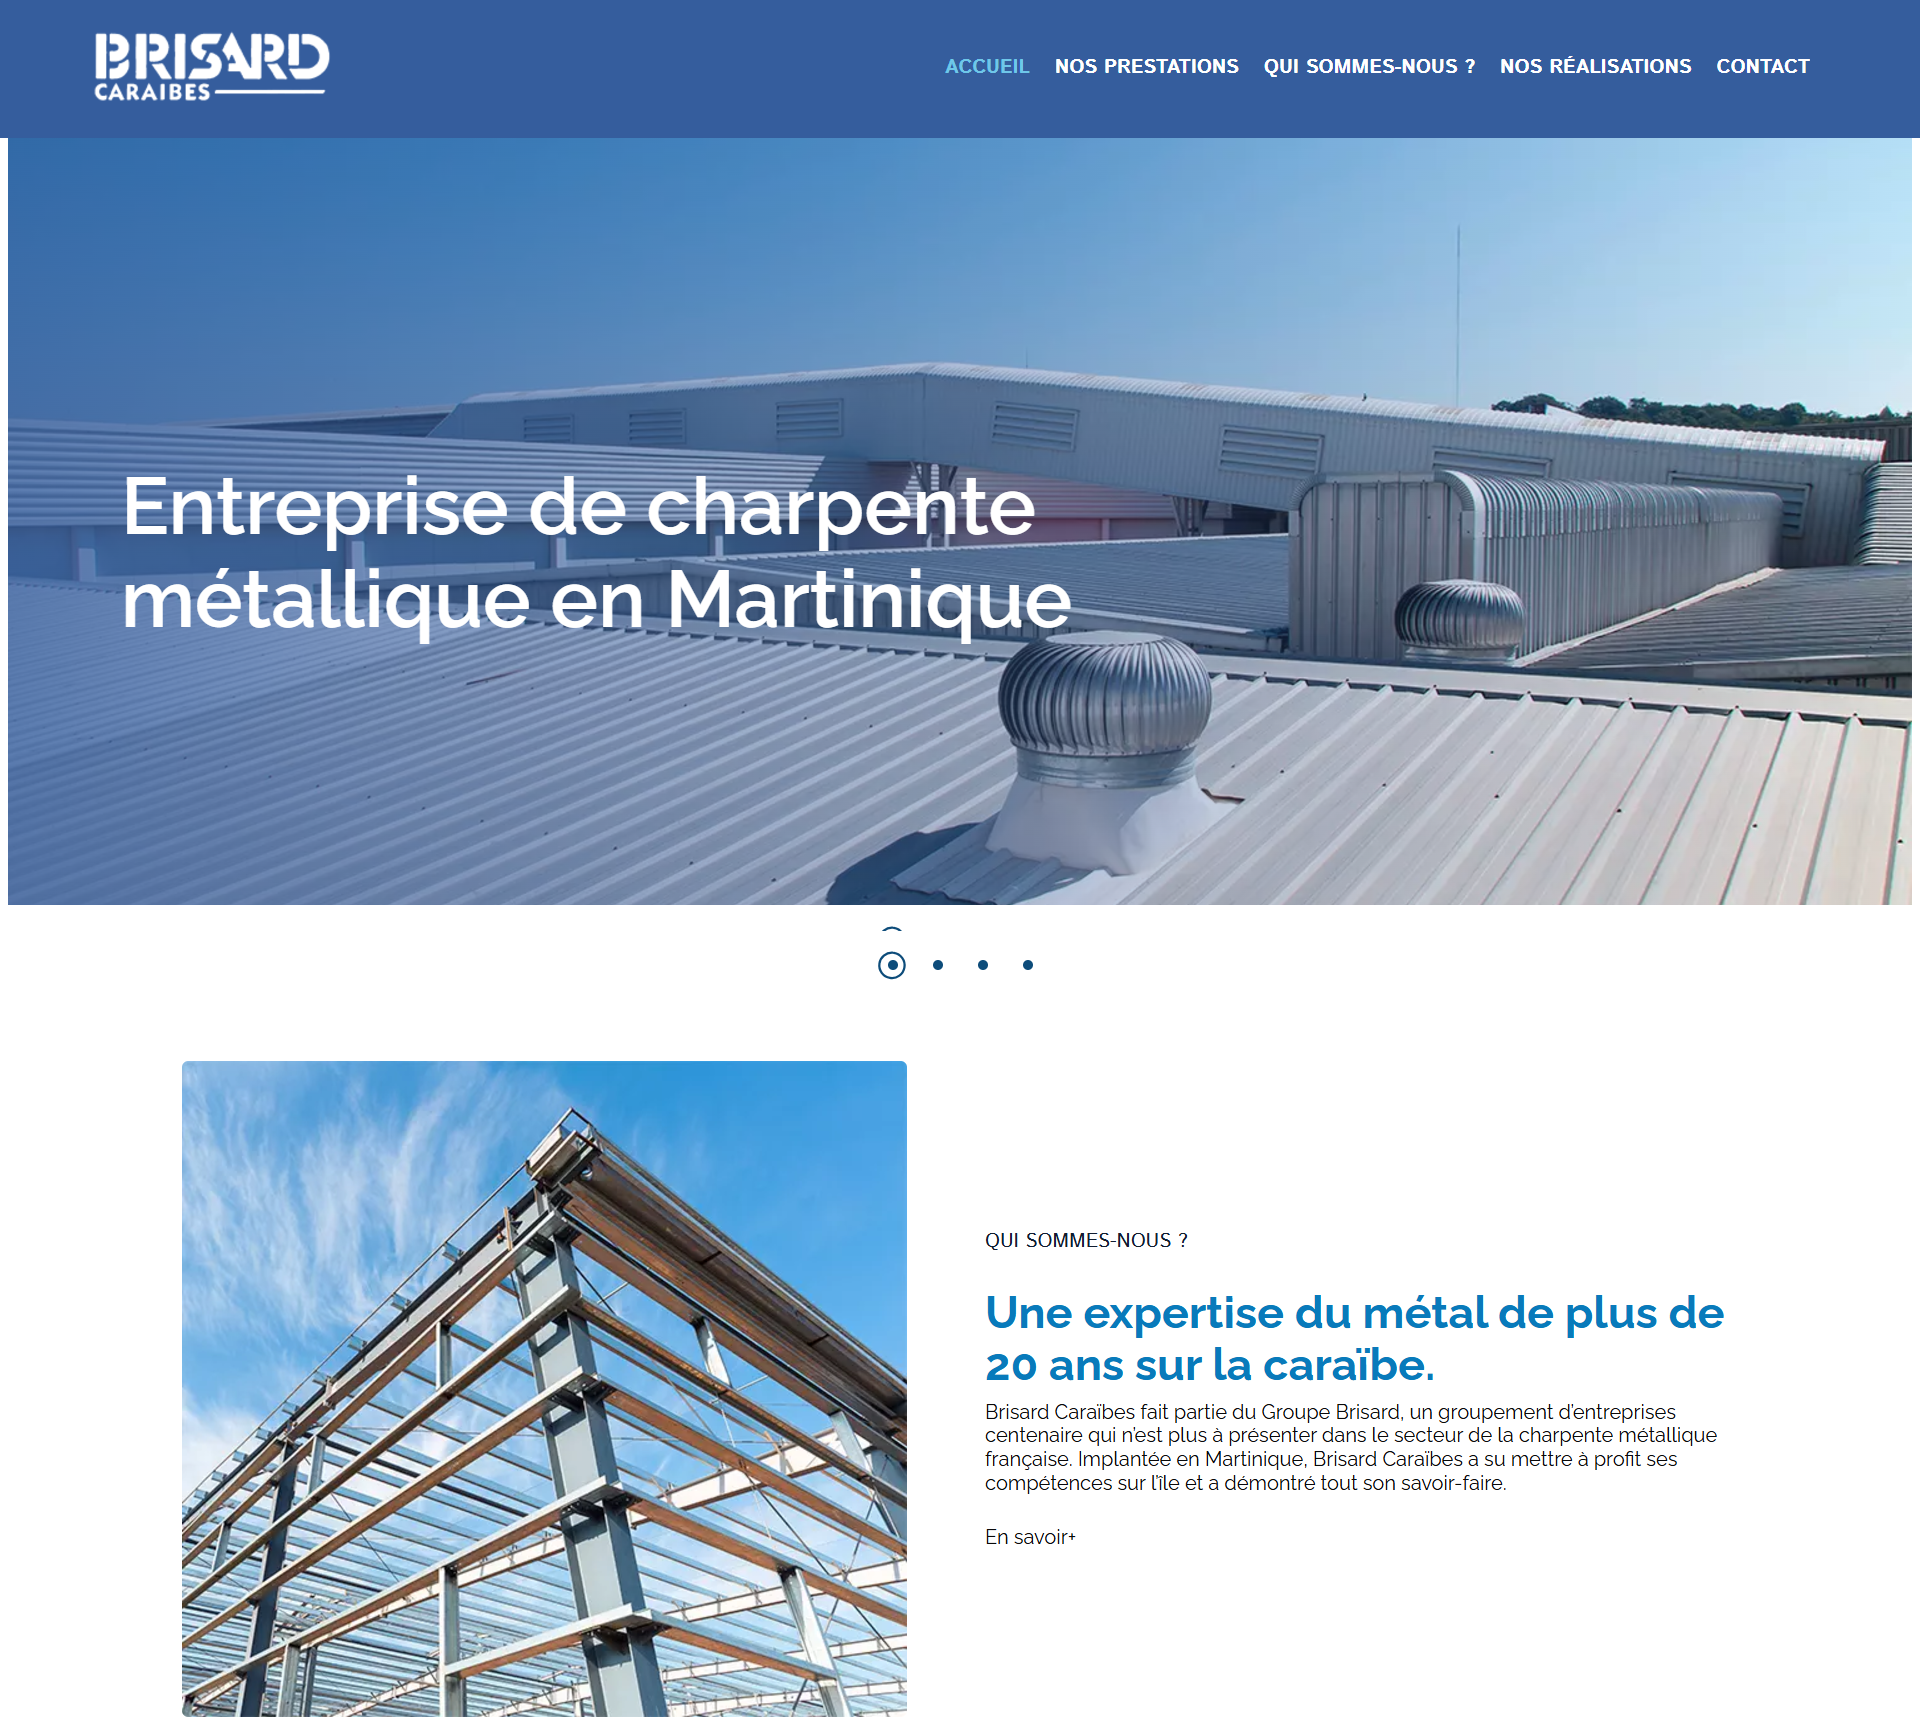 BRISARD
CARAIBES
ACCUEIL NOS PRESTATIONS QUI SOMMES-NOUS ? NOS RÉALISATIONS CONTACT
Entreprise de charpente
métallique en Martinique
QUI SOMMES-NOUS ?
Une expertise du métal de plus de
20 ans sur la caraïbe.
Brisard Caraïbes fait partie du Groupe Brisard, un groupement d'entreprises
centenaire qui n'est plus à présenter dans le secteur de la charpente métallique
française. Implantée en Martinique, Brisard Caraïbes a su mettre à profit ses
compétences sur l'île et a démontré tout son savoir-faire.
En savoir+